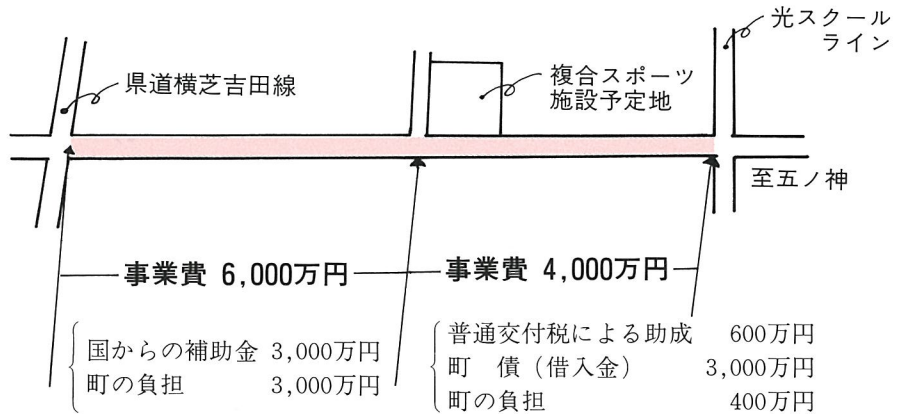 光スクール
ライン
県道横芝吉田線
複合スポーツ
施設予定地
至五ノ神
事業費 6,000万円
事業費 4,000万円
国からの補助金 3,000万円
町の負担 3,000万円
普通交付税による助成 600万円
町 債(借入金) 3,000万円
町の負担 400万円